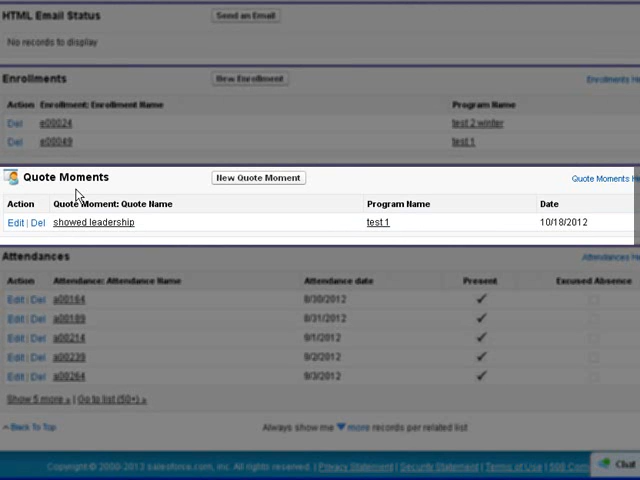 HTML Email Status Send an Email
No records to display
Enrollments New Enrollment Enrollments He
Action Enrollment: Enrollment Name Program Name
Del e00024 test 2 winter
Del e00049 test 1
Quote Moments New Quote Moment Quote Moments H
Action Quote Moment: Quote Name Program Name Date
Edit | Del showed leadership test 1 10/18/2012
Attendances Attendances He
Action Attendance: Attendance Name Attendance date Present Excused Absence
Edit | Del a00164 8/30/2012
Edit | Del a00189 8/31/2012
Edit | Del a00214 9/1/2012
Edit | Del a00239 9/2/2012
Edit | Del a00264 9/3/2012
Show 5 more » | Go to list (50+) »
Back To Top Always show me more records per related list
Copyright © 2000-2012 salesforce.com, inc. All rights reserved. | Privacy Statement | Security Statement | Terms of Use | 508 Com
Chat